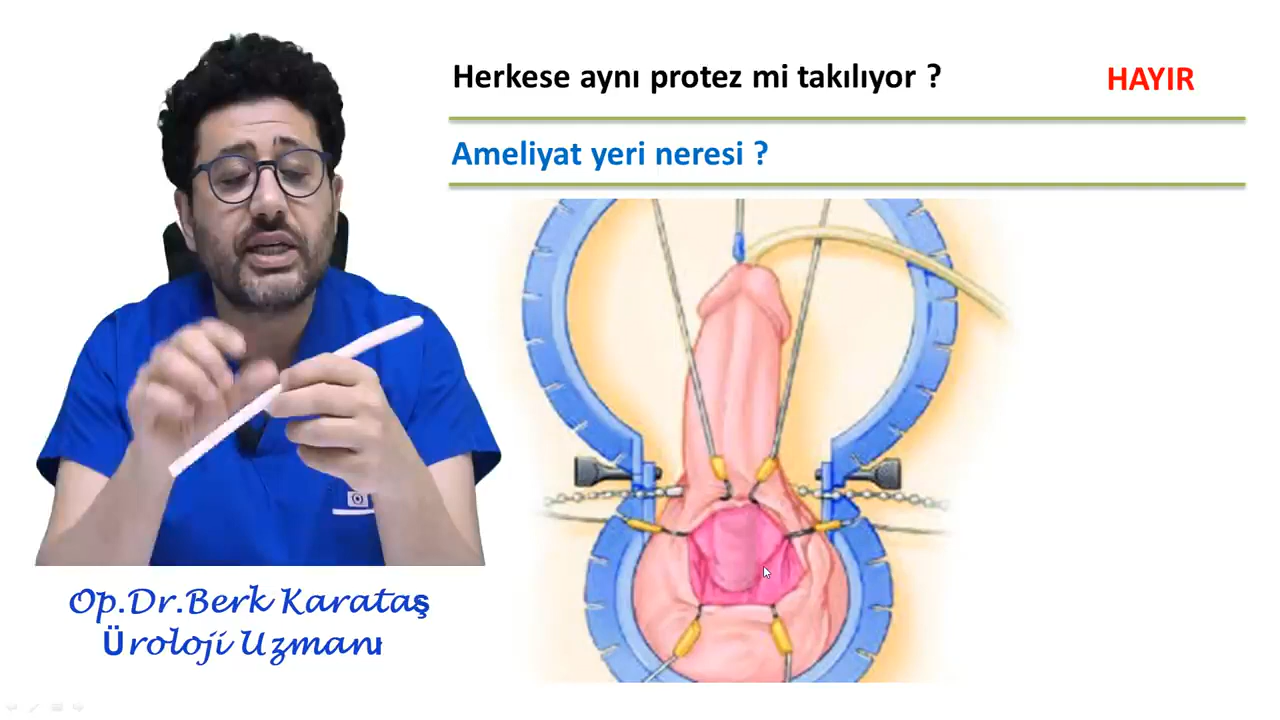 Herkese aynı protez mi takılıyor ?
HAYIR
Ameliyat yeri neresi ?
Op.Dr.Berk Karataş
Üroloji Uzmanı